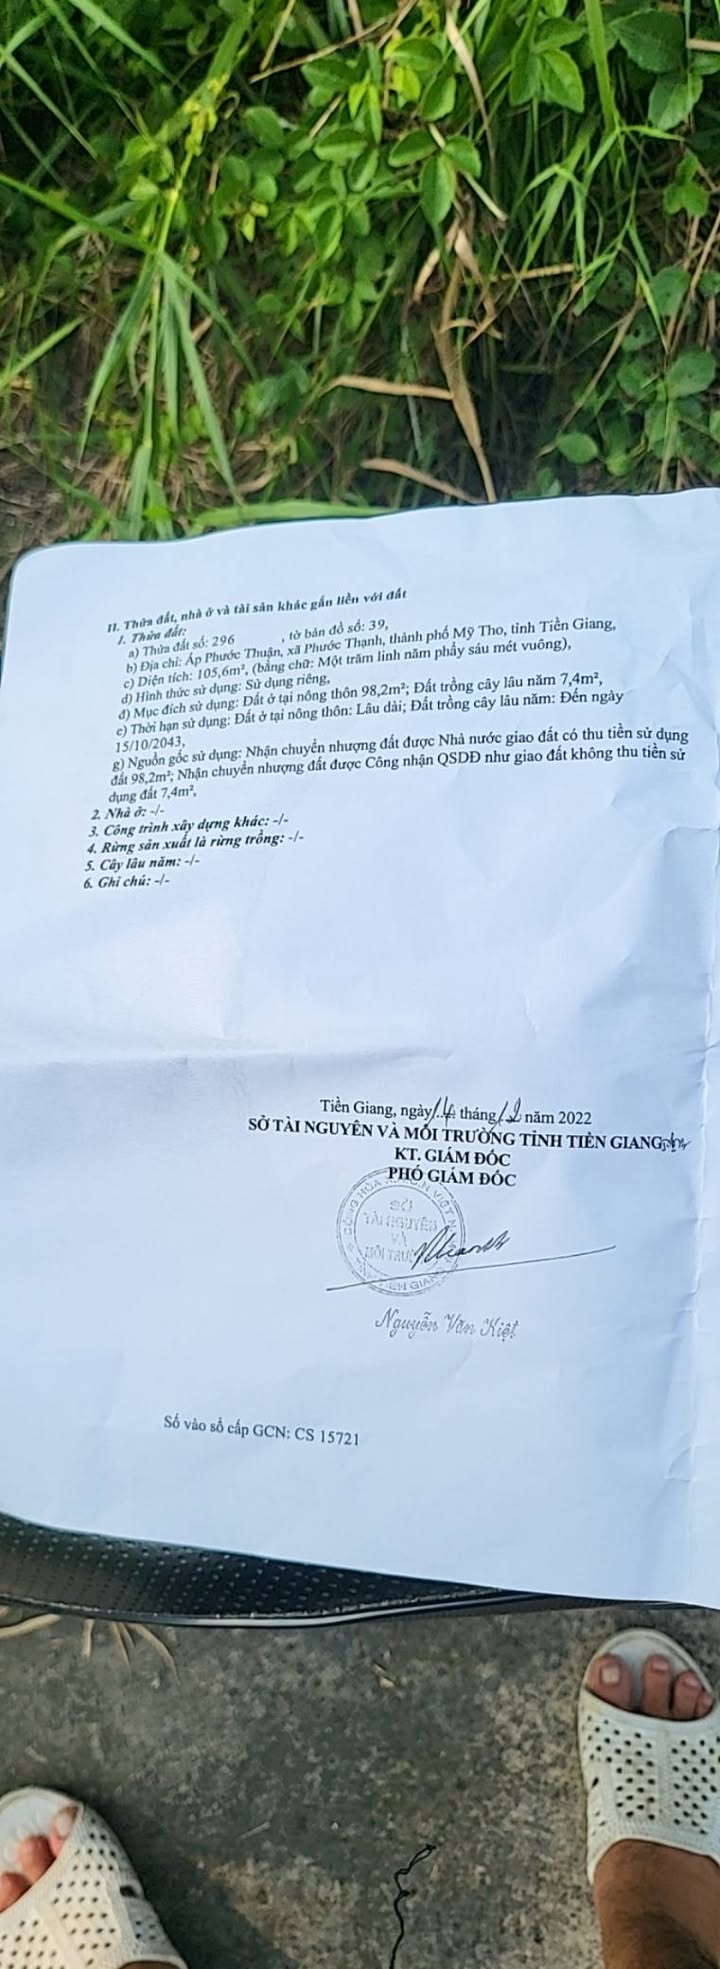 II. Thửa đất, nhà ở và tài sản khác gắn liền với đất
1. Thửa đất:
a) Thửa đất số: 296 , tờ bản đồ số: 39,
b) Địa chỉ: Ấp Phước Thuận, xã Phước Thạnh, thành phố Mỹ Tho, tỉnh Tiền Giang,
c) Diện tích: 105,6m², (bằng chữ: Một trăm linh năm phẩy sáu mét vuông),
d) Hình thức sử dụng: Sử dụng riêng,
đ) Mục đích sử dụng: Đất ở tại nông thôn 98,2m²; Đất trồng cây lâu năm 7,4m²,
e) Thời hạn sử dụng: Đất ở tại nông thôn: Lâu dài; Đất trồng cây lâu năm: Đến ngày
15/10/2043,
g) Nguồn gốc sử dụng: Nhận chuyển nhượng đất được Nhà nước giao đất có thu tiền sử dụng
đất 98,2m²; Nhận chuyển nhượng đất được Công nhận QSDĐ như giao đất không thu tiền sử
dụng đất 7,4m²,
2. Nhà ở: -/-
3. Công trình xây dựng khác: -/-
4. Rừng sản xuất là rừng trồng: -/-
5. Cây lâu năm: -/-
6. Ghi chú: -/-
Tiền Giang, ngày 14 tháng 12 năm 2022
SỞ TÀI NGUYÊN VÀ MÔI TRƯỜNG TỈNH TIỀN GIANG
KT. GIÁM ĐỐC
PHÓ GIÁM ĐỐC
SỞ
TÀI NGUYÊN
VÀ
MÔI TRƯ
Nguyễn Văn Kiệt
Số vào sổ cấp GCN: CS 15721